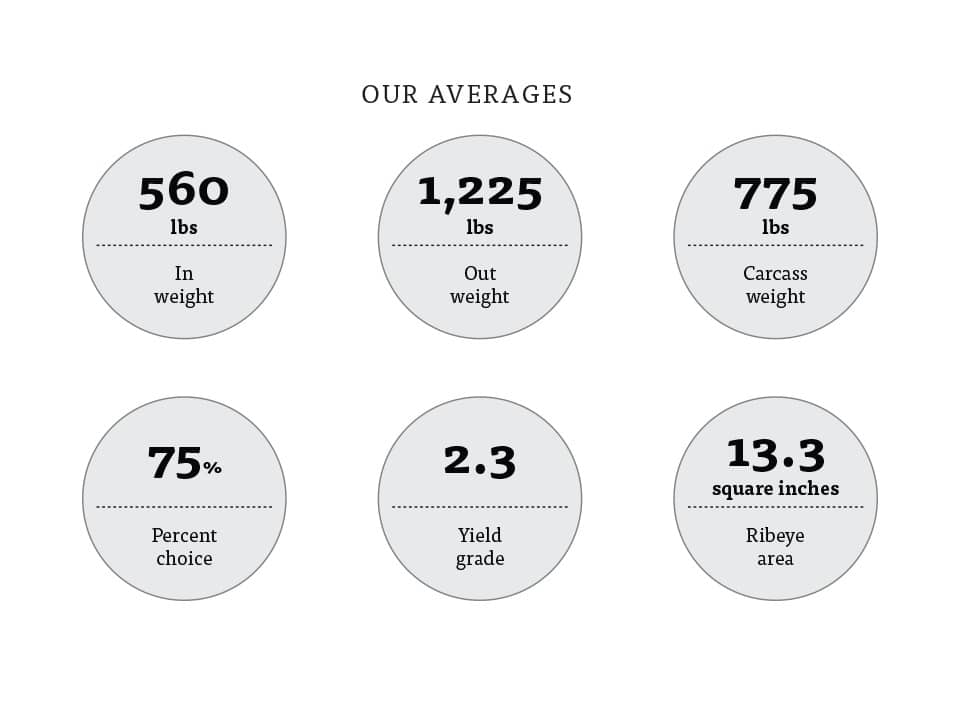 OUR AVERAGES
560
lbs
In
weight
1,225
lbs
Out
weight
775
lbs
Carcass
weight
75%
Percent
choice
2.3
Yield
grade
13.3
square inches
Ribeye
area